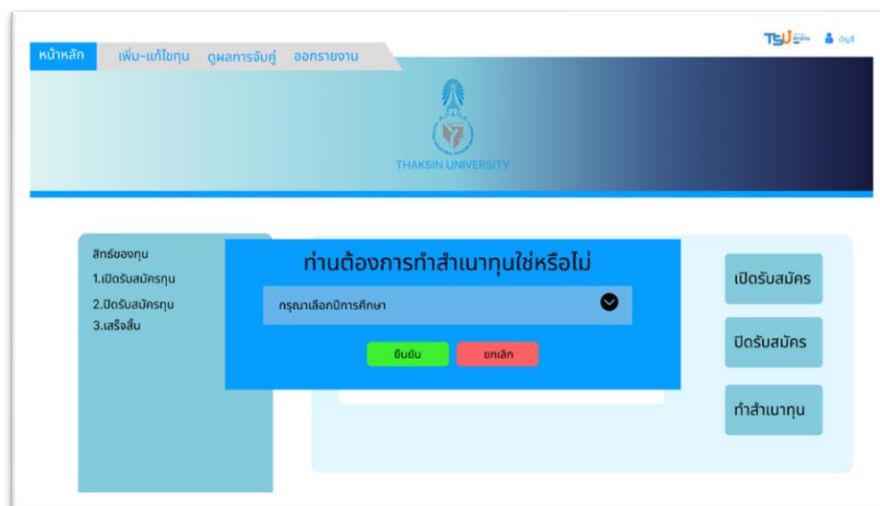 TSU
บัญชี
หน้าหลัก เพิ่ม-แก้ไขทุน ดูผลการจับคู่ ออกรายงาน
THAKSIN UNIVERSITY
สิทธ์ของทุน
1.เปิดรับสมัครทุน
2.ปิดรับสมัครทุน
3.เสร็จสิ้น
ท่านต้องการทำสำเนาทุนใช่หรือไม่
กรุณาเลือกปีการศึกษา
ยืนยัน ยกเลิก
เปิดรับสมัคร
ปิดรับสมัคร
ทำสำเนาทุน